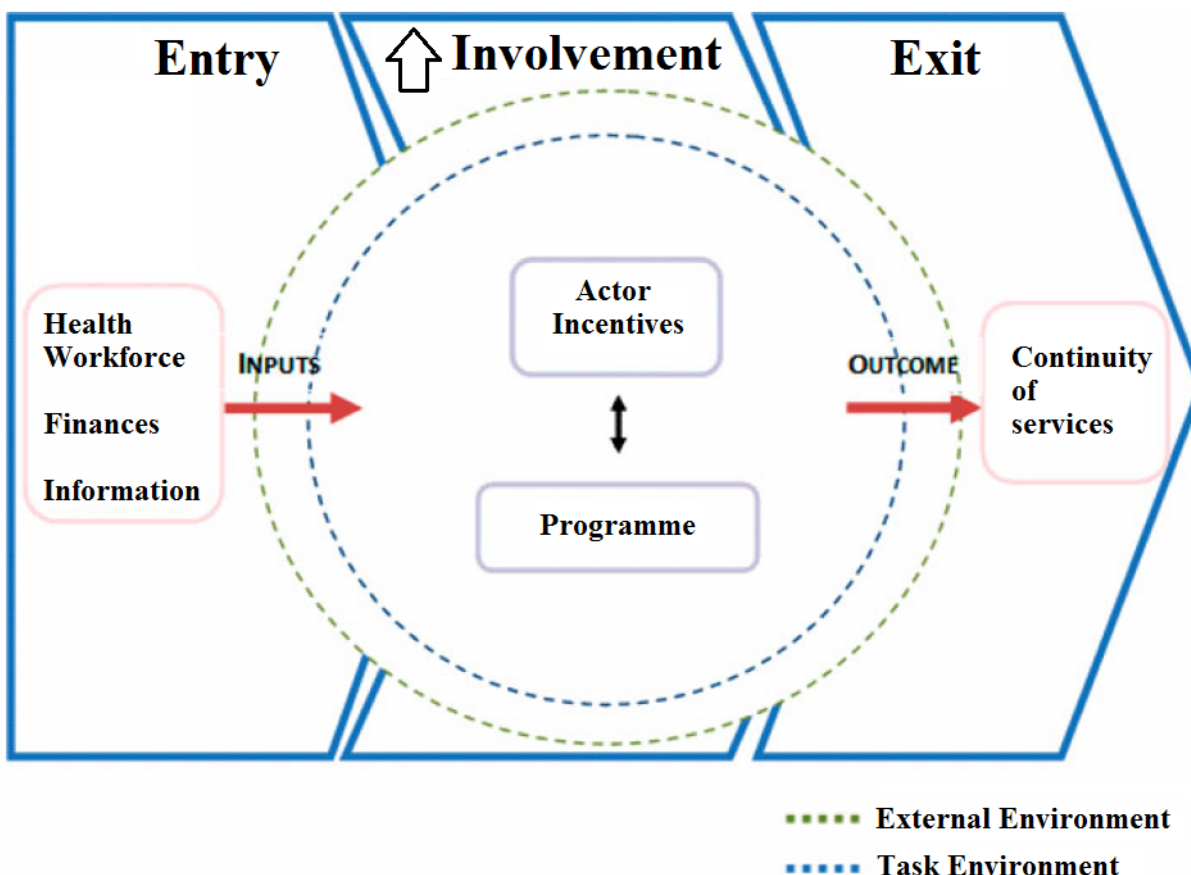 Entry
Involvement
Exit
Health
Workforce
Finances
Information
INPUTS
Actor
Incentives
Programme
OUTCOME
Continuity
of
services
External Environment
Task Environment